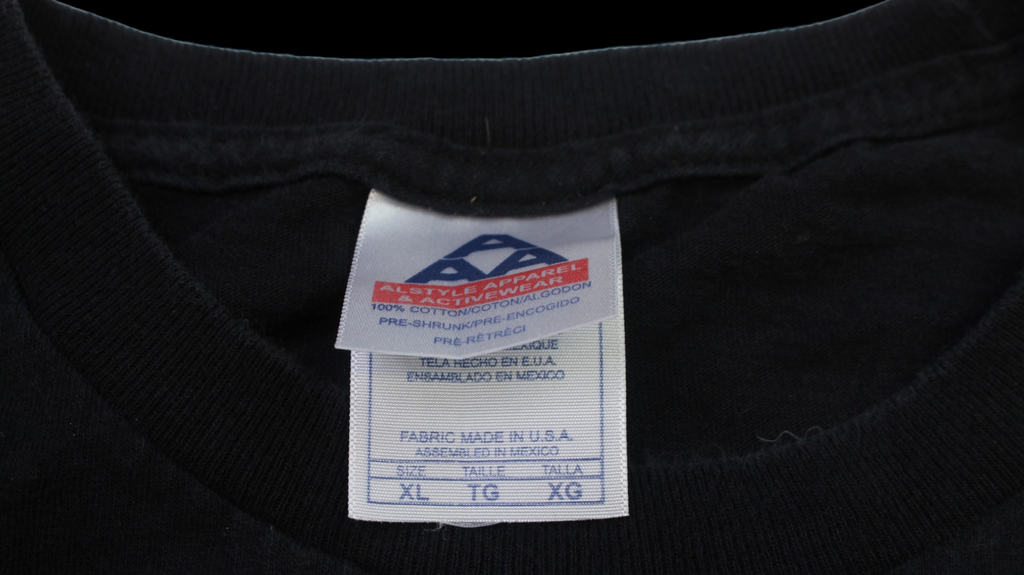 AAA
ALSTYLE APPAREL
& ACTIVEWEAR
100% COTTON/COTON/ALGODON
PRE-SHRUNK/PRE-ENCOGIDO
PRÉ-RÉTRÉCI
TELA HECHO EN E.U.A.
ENSAMBLADO EN MEXICO
FABRIC MADE IN U.S.A.
ASSEMBLED IN MEXICO
SIZE TAILLE TALLA
XL TG XG